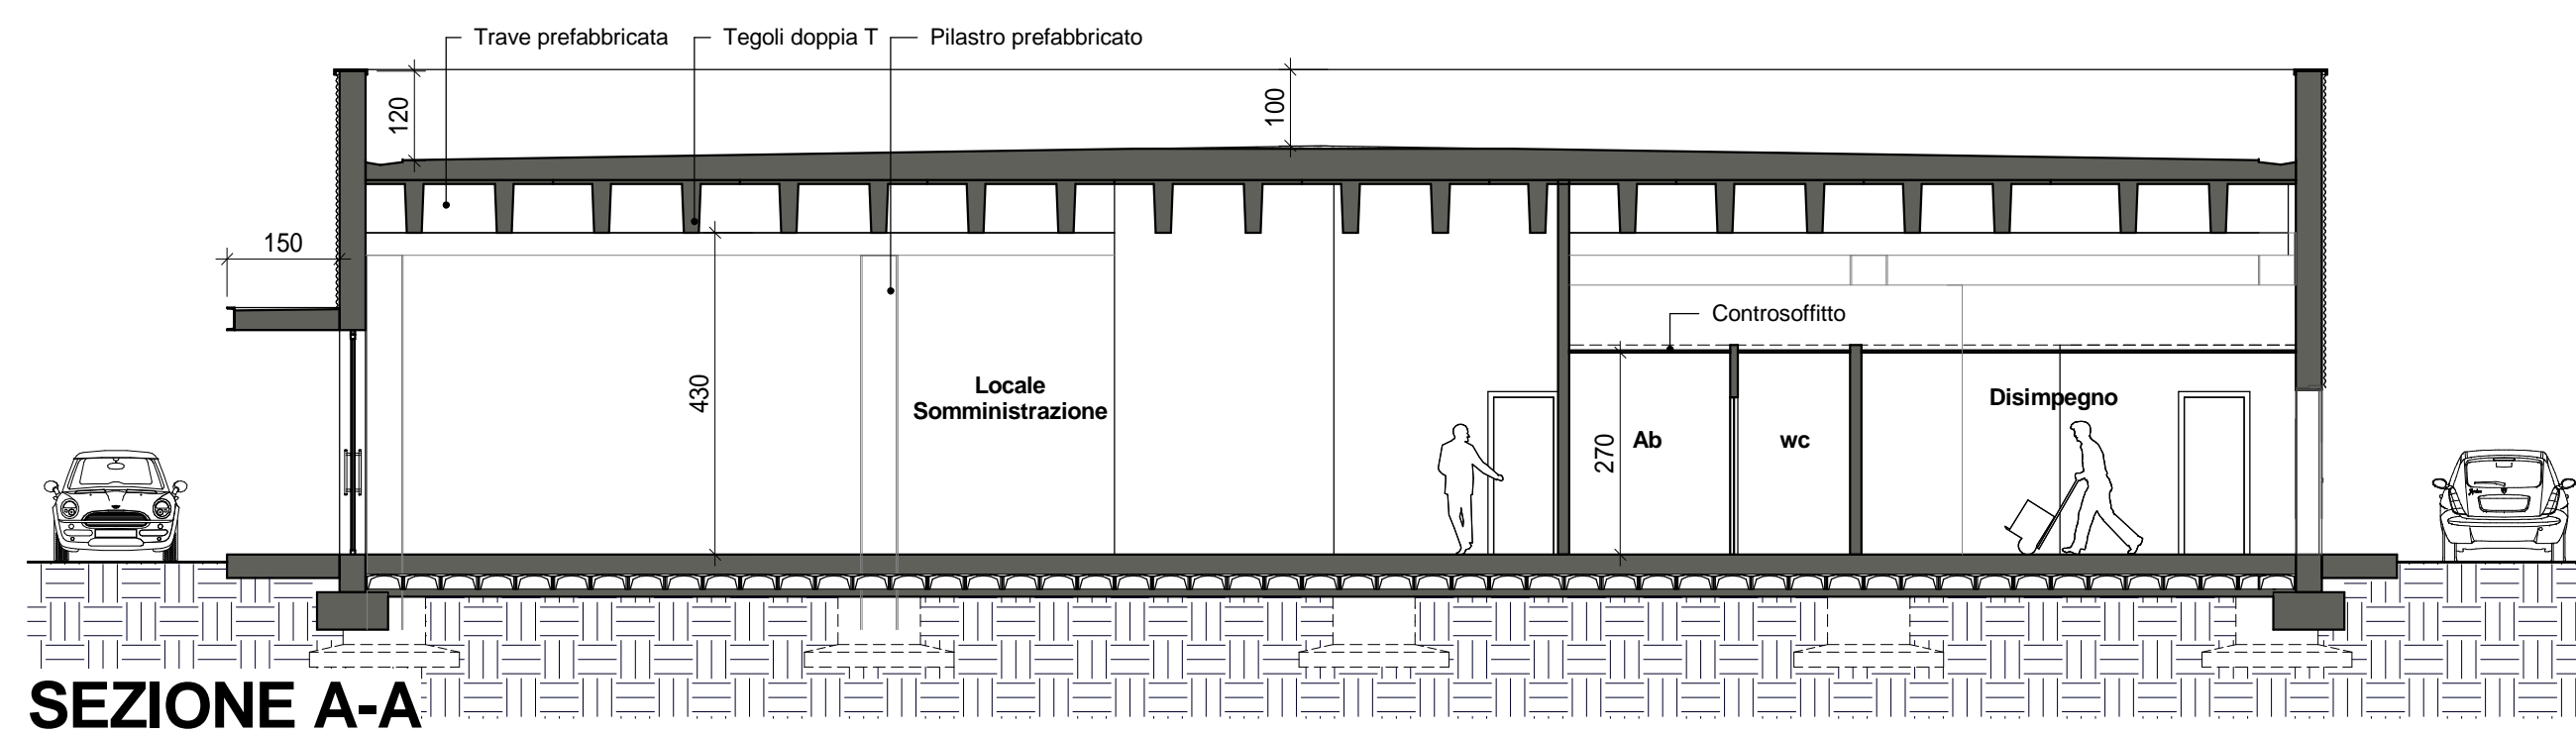 Trave prefabbricata
Tegoli doppia T
Pilastro prefabbricato
120
100
150
Controsoffitto
430
Locale
Somministrazione
270
Ab
wc
Disimpegno
SEZIONE A-A